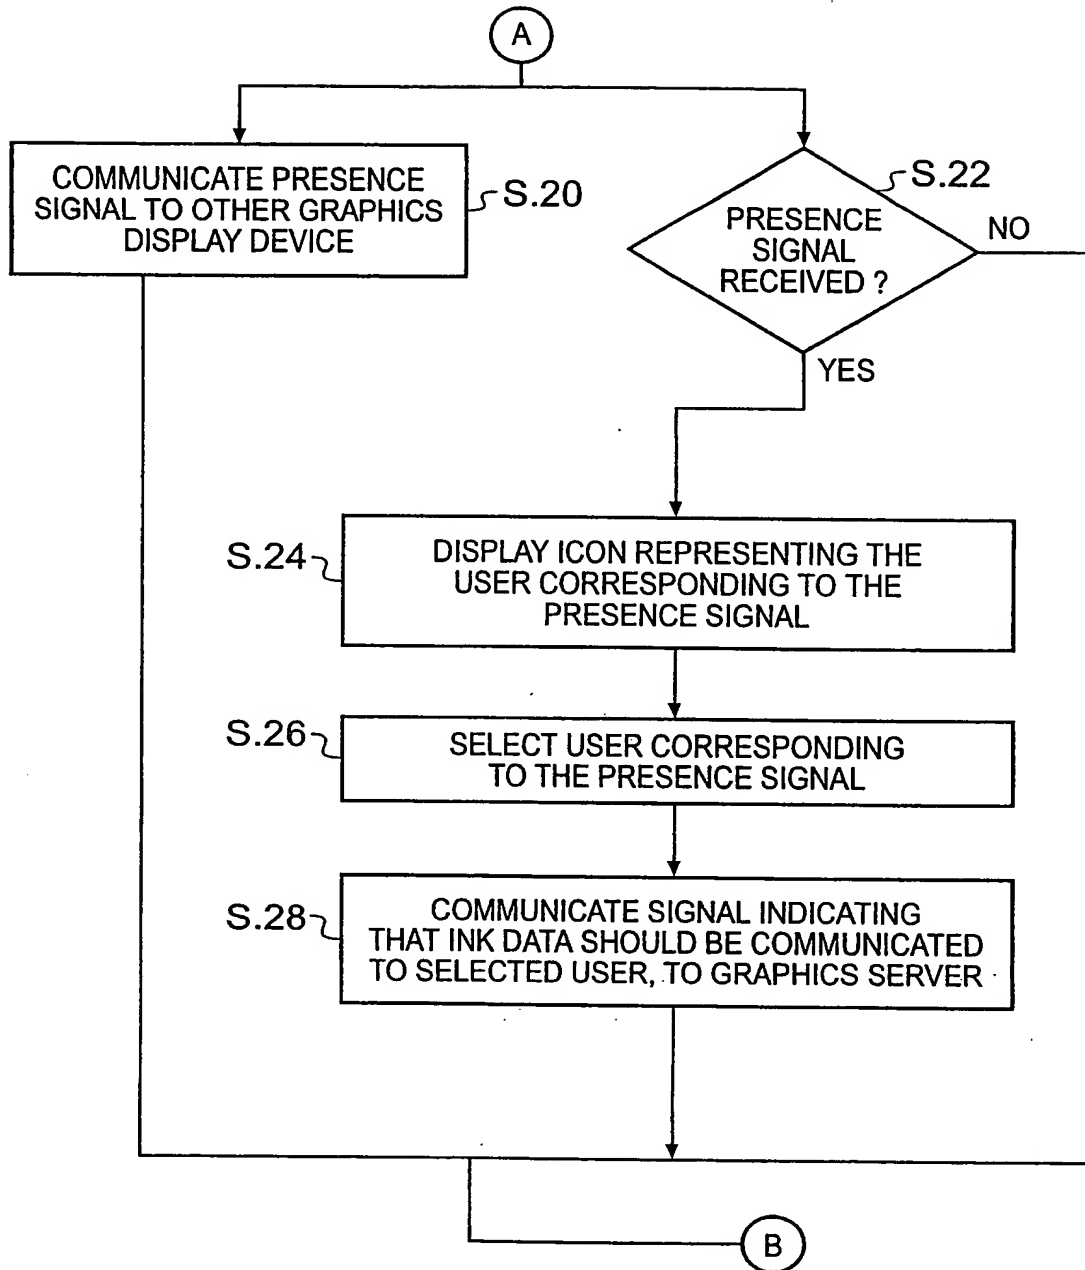 A
COMMUNICATE PRESENCE
SIGNAL TO OTHER GRAPHICS
DISPLAY DEVICE
S.20
S.22
PRESENCE
SIGNAL
RECEIVED ?
NO
YES
S.24
DISPLAY ICON REPRESENTING THE
USER CORRESPONDING TO THE
PRESENCE SIGNAL
S.26
SELECT USER CORRESPONDING
TO THE PRESENCE SIGNAL
S.28
COMMUNICATE SIGNAL INDICATING
THAT INK DATA SHOULD BE COMMUNICATED
TO SELECTED USER, TO GRAPHICS SERVER
B